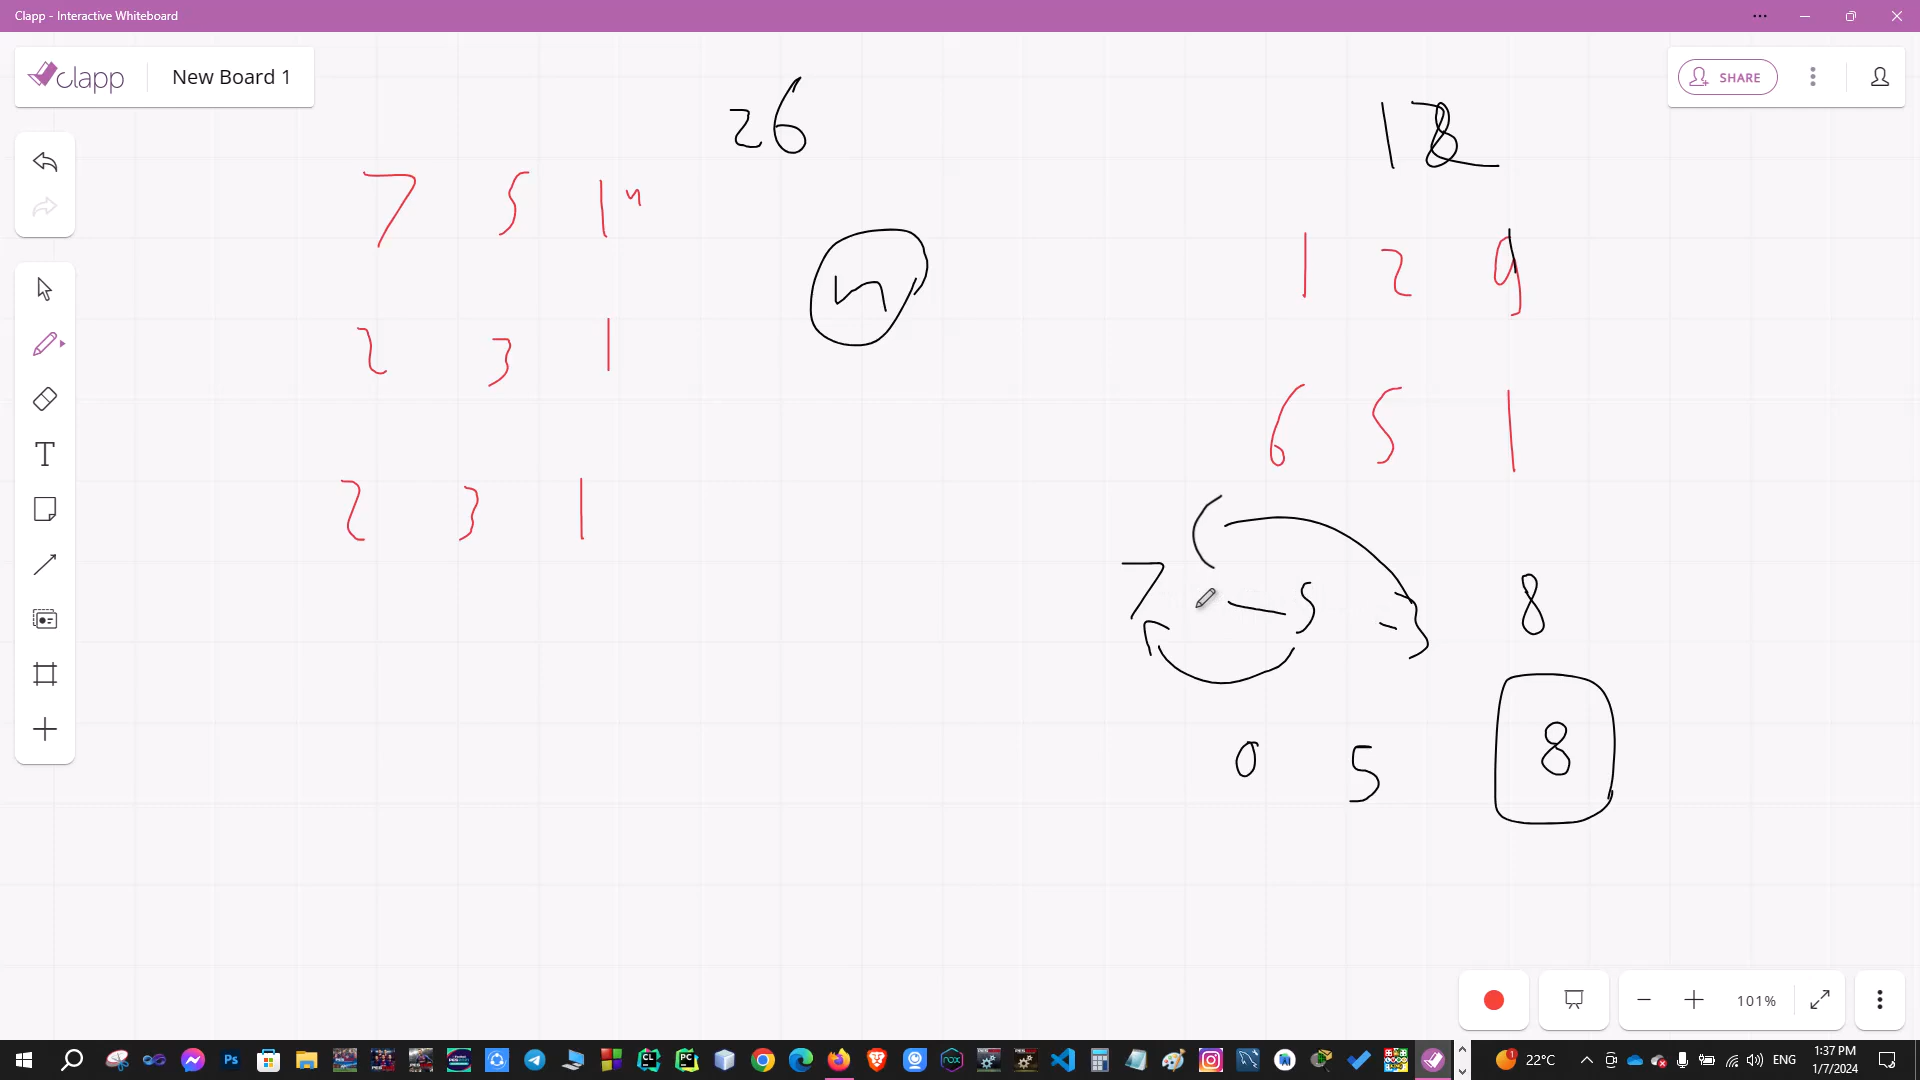 Clapp - Interactive Whiteboard
clapp
New Board 1
SHARE
26
7 5 1 n
2 3 1
2 3 1
n
1 2 9
6 5 1
7 — 5 = 3 8
0 5 8
T
101%
22°C
ENG
1:37 PM
1/7/2024